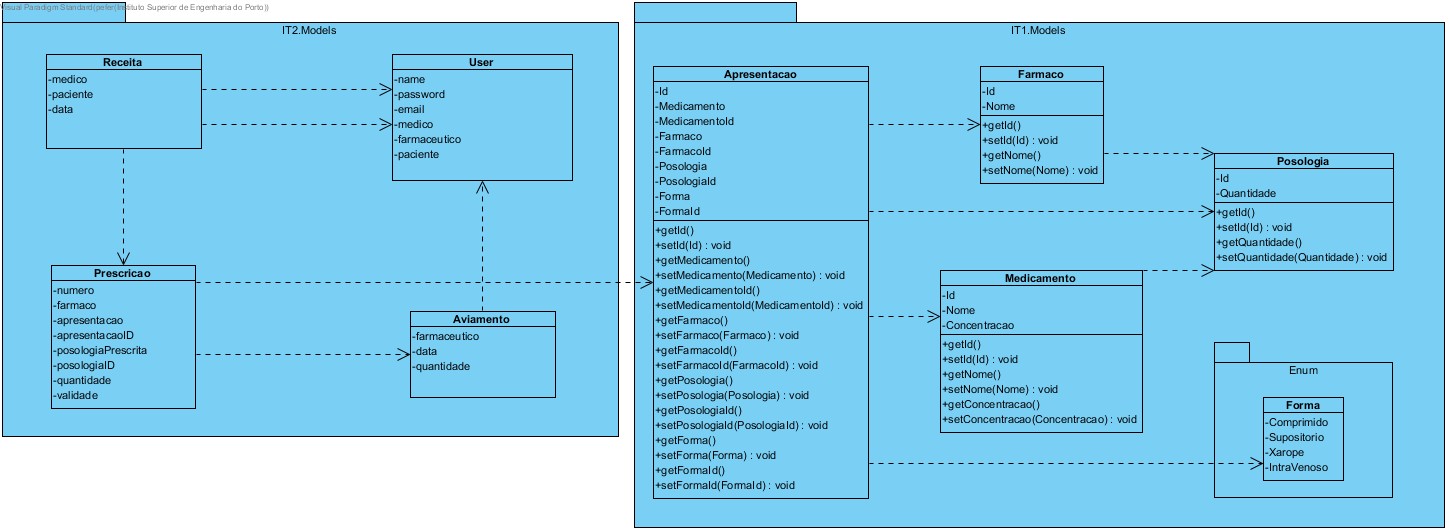 Visual Paradigm Standard(peter(Instituto Superior de Engenharia do Porto))
IT2.Models
Receita
-medico
-paciente
-data
User
-name
-password
-email
-medico
-farmaceutico
-paciente
Prescricao
-numero
-farmaco
-apresentacao
-apresentacaoID
-posologiaPrescrita
-posologiaID
-quantidade
-validade
Aviamento
-farmaceutico
-data
-quantidade
IT1.Models
Apresentacao
-Id
-Medicamento
-MedicamentoId
-Farmaco
-FarmacoId
-Posologia
-PosologiaId
-Forma
-FormaId
+getId()
+setId(Id) : void
+getMedicamento()
+setMedicamento(Medicamento) : void
+getMedicamentoId()
+setMedicamentoId(MedicamentoId) : void
+getFarmaco()
+setFarmaco(Farmaco) : void
+getFarmacoId()
+setFarmacoId(FarmacoId) : void
+getPosologia()
+setPosologia(Posologia) : void
+getPosologiaId()
+setPosologiaId(PosologiaId) : void
+getForma()
+setForma(Forma) : void
+getFormaId()
+setFormaId(FormaId) : void
Farmaco
-Id
-Nome
+getId()
+setId(Id) : void
+getNome()
+setNome(Nome) : void
Posologia
-Id
-Quantidade
+getId()
+setId(Id) : void
+getQuantidade()
+setQuantidade(Quantidade) : void
Medicamento
-Id
-Nome
-Concentracao
+getId()
+setId(Id) : void
+getNome()
+setNome(Nome) : void
+getConcentracao()
+setConcentracao(Concentracao) : void
Enum
Forma
-Comprimido
-Supositorio
-Xarope
-IntraVenoso